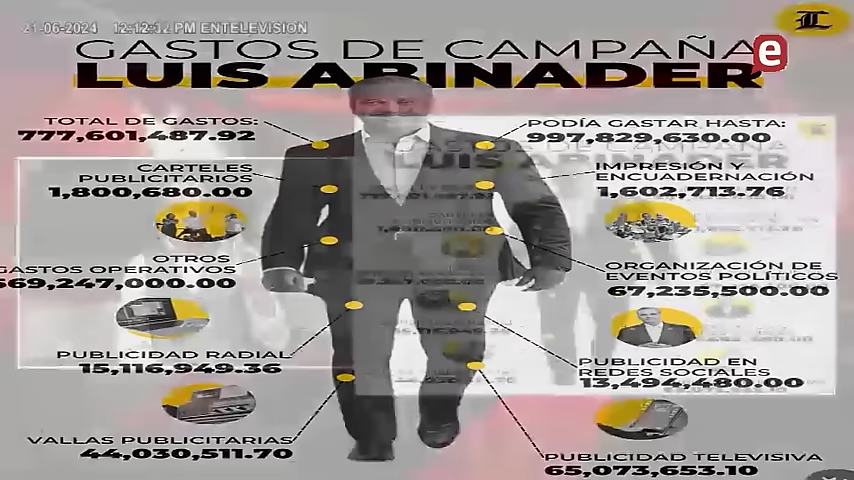 21-06-2024 12:12:12 PM ENTELEVISION
e
GASTOS DE CAMPAÑA
LUIS ABINADER
TOTAL DE GASTOS:
777,601,487.92
PODÍA GASTAR HASTA:
997,829,630.00
CARTELES
PUBLICITARIOS
1,800,680.00
IMPRESIÓN Y
ENCUADERNACIÓN
1,602,713.76
OTROS
GASTOS OPERATIVOS
569,247,000.00
ORGANIZACIÓN DE
EVENTOS POLÍTICOS
67,235,500.00
PUBLICIDAD RADIAL
15,116,949.36
PUBLICIDAD EN
REDES SOCIALES
13,494,480.00
VALLAS PUBLICITARIAS
44,030,511.70
PUBLICIDAD TELEVISIVA
65,073,653.10